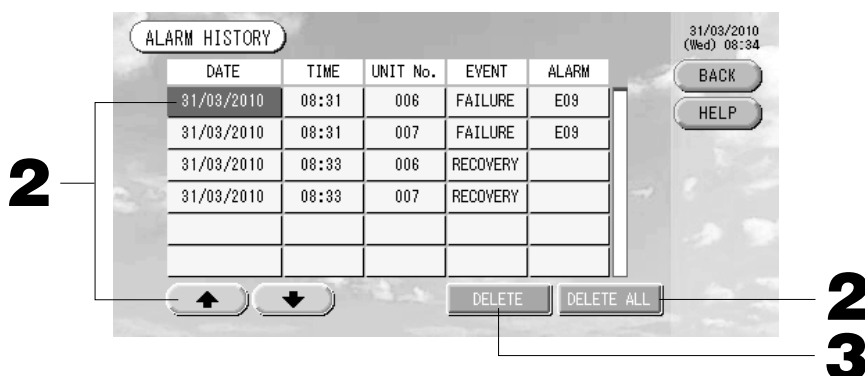 ALARM HISTORY
31/03/2010
(Wed) 08:34
DATE TIME UNIT No. EVENT ALARM
BACK
31/03/2010 08:31 006 FAILURE E09
HELP
31/03/2010 08:31 007 FAILURE E09
31/03/2010 08:33 006 RECOVERY
31/03/2010 08:33 007 RECOVERY
2
DELETE DELETE ALL
2
3